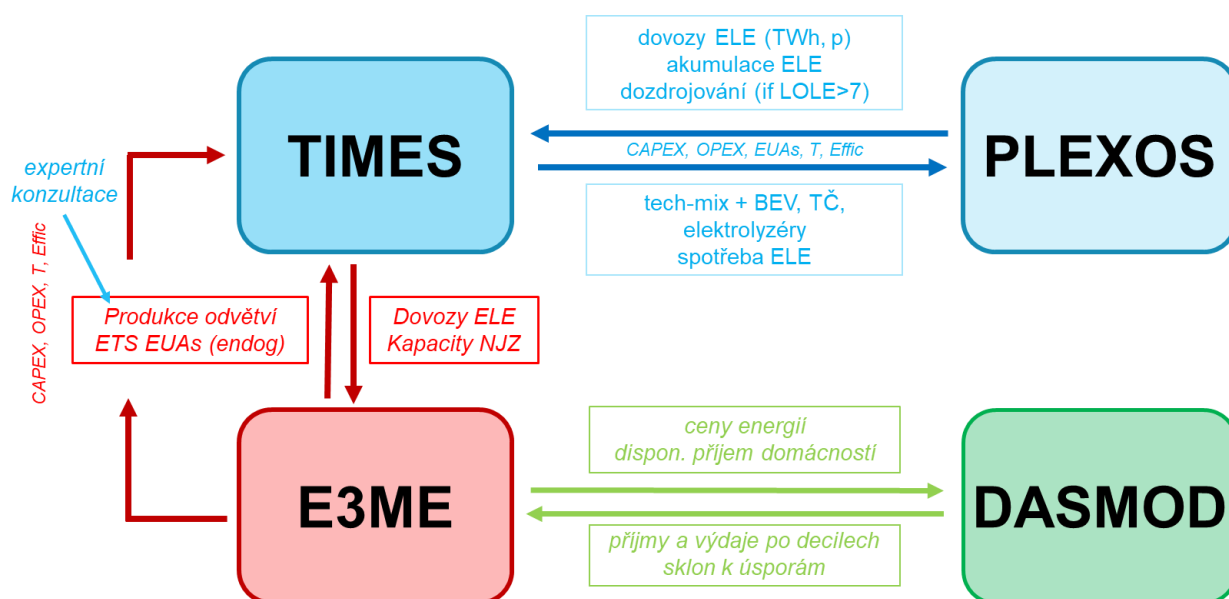 dovozy ELE (TWh, p)
akumulace ELE
dozdrojování (if LOLE>7)
TIMES
PLEXOS
CAPEX, OPEX, EUAs, T, Effic
expertní
konzultace
tech-mix + BEV, TČ,
elektrolyzéry
spotřeba ELE
CAPEX, OPEX, T, Effic
Produkce odvětví
ETS EUAs (endog)
Dovozy ELE
Kapacity NJZ
ceny energií
dispon. příjem domácností
E3ME
DASMOD
příjmy a výdaje po decilech
sklon k úsporám